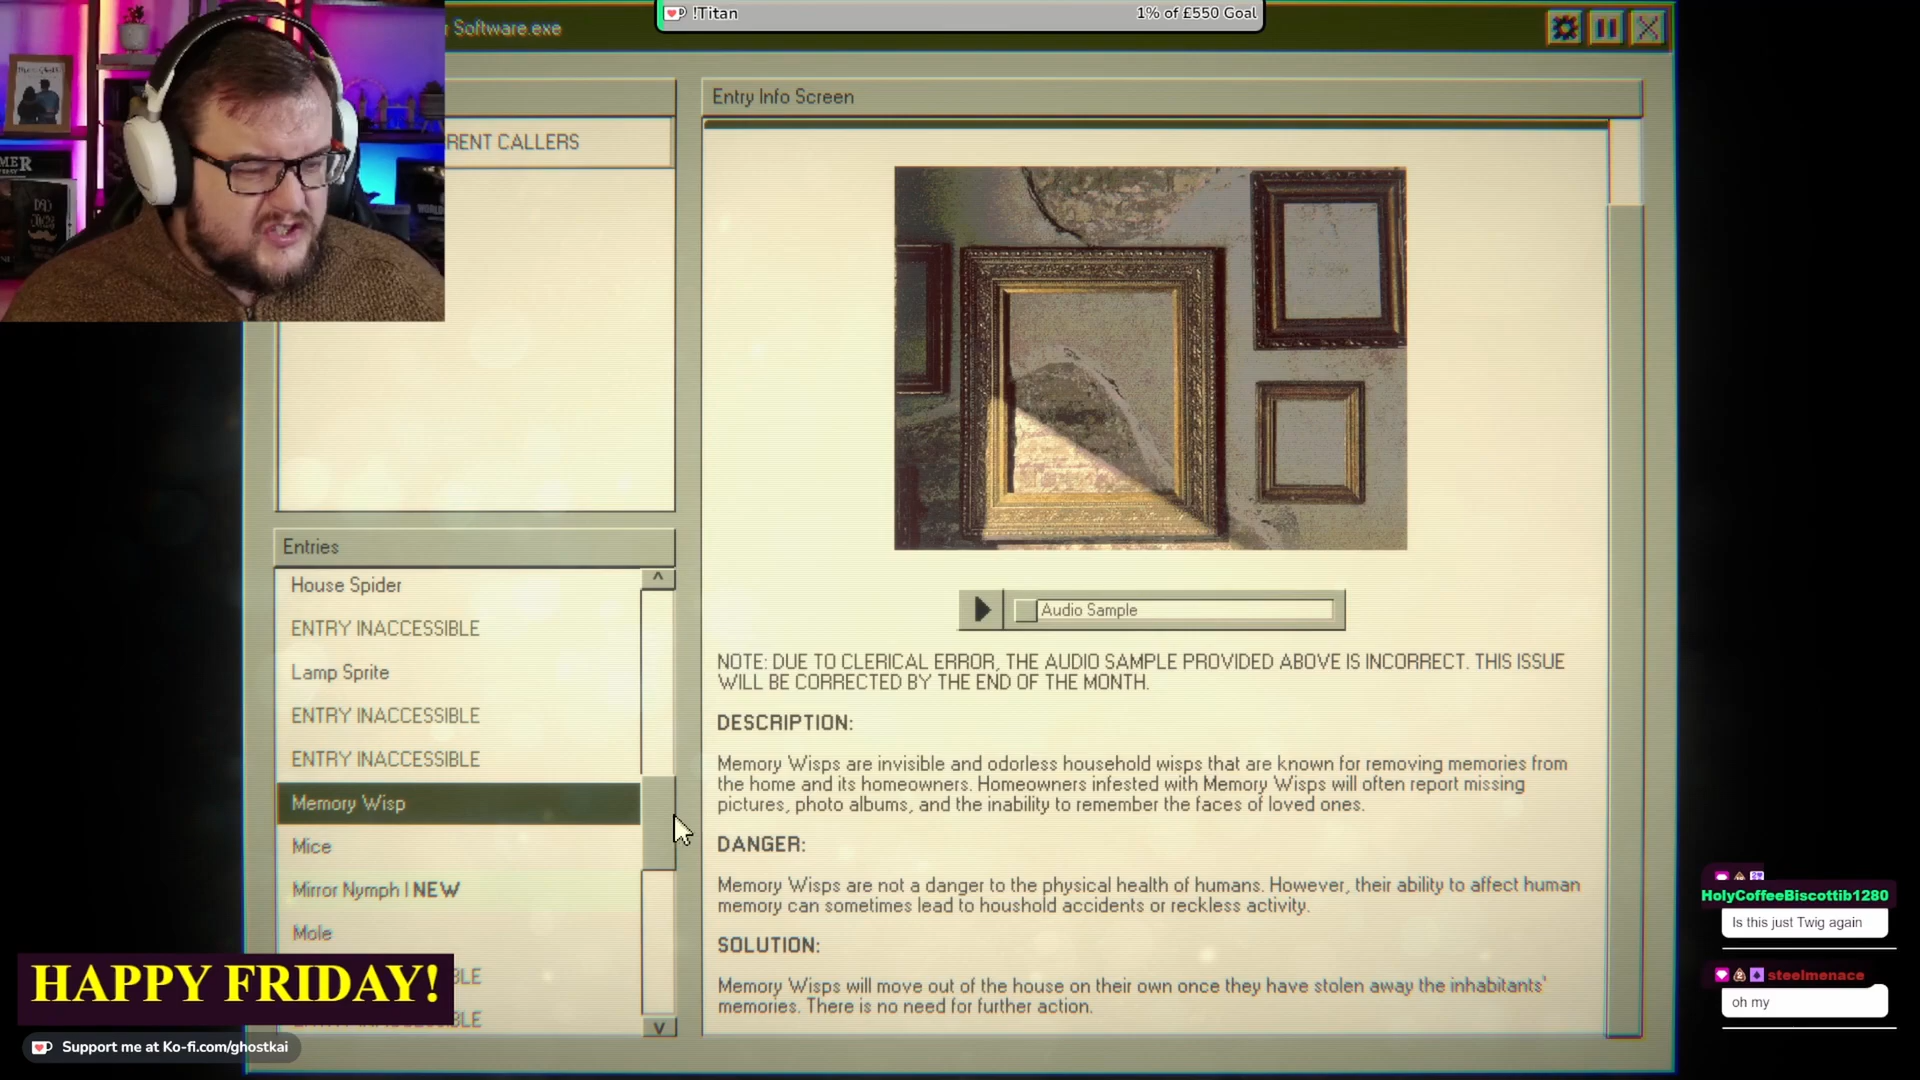 !Titan
1% of £550 Goal
Software.exe
Entry Info Screen
RENT CALLERS
Entries
House Spider
ENTRY INACCESSIBLE
Lamp Sprite
ENTRY INACCESSIBLE
ENTRY INACCESSIBLE
Memory Wisp
Mice
Mirror Nymph | NEW
Mole
Audio Sample
NOTE: DUE TO CLERICAL ERROR, THE AUDIO SAMPLE PROVIDED ABOVE IS INCORRECT. THIS ISSUE
WILL BE CORRECTED BY THE END OF THE MONTH.
DESCRIPTION:
Memory Wisps are invisible and odorless household wisps that are known for removing memories from
the home and its homeowners. Homeowners infested with Memory Wisps will often report missing
pictures, photo albums, and the inability to remember the faces of loved ones.
DANGER:
Memory Wisps are not a danger to the physical health of humans. However, their ability to affect human
memory can sometimes lead to houshold accidents or reckless activity.
SOLUTION:
Memory Wisps will move out of the house on their own once they have stolen away the inhabitants'
memories. There is no need for further action.
HAPPY FRIDAY!
Support me at Ko-fi.com/ghostkai
HolyCoffeeBiscottib1280
Is this just Twig again
steelmenace
oh my